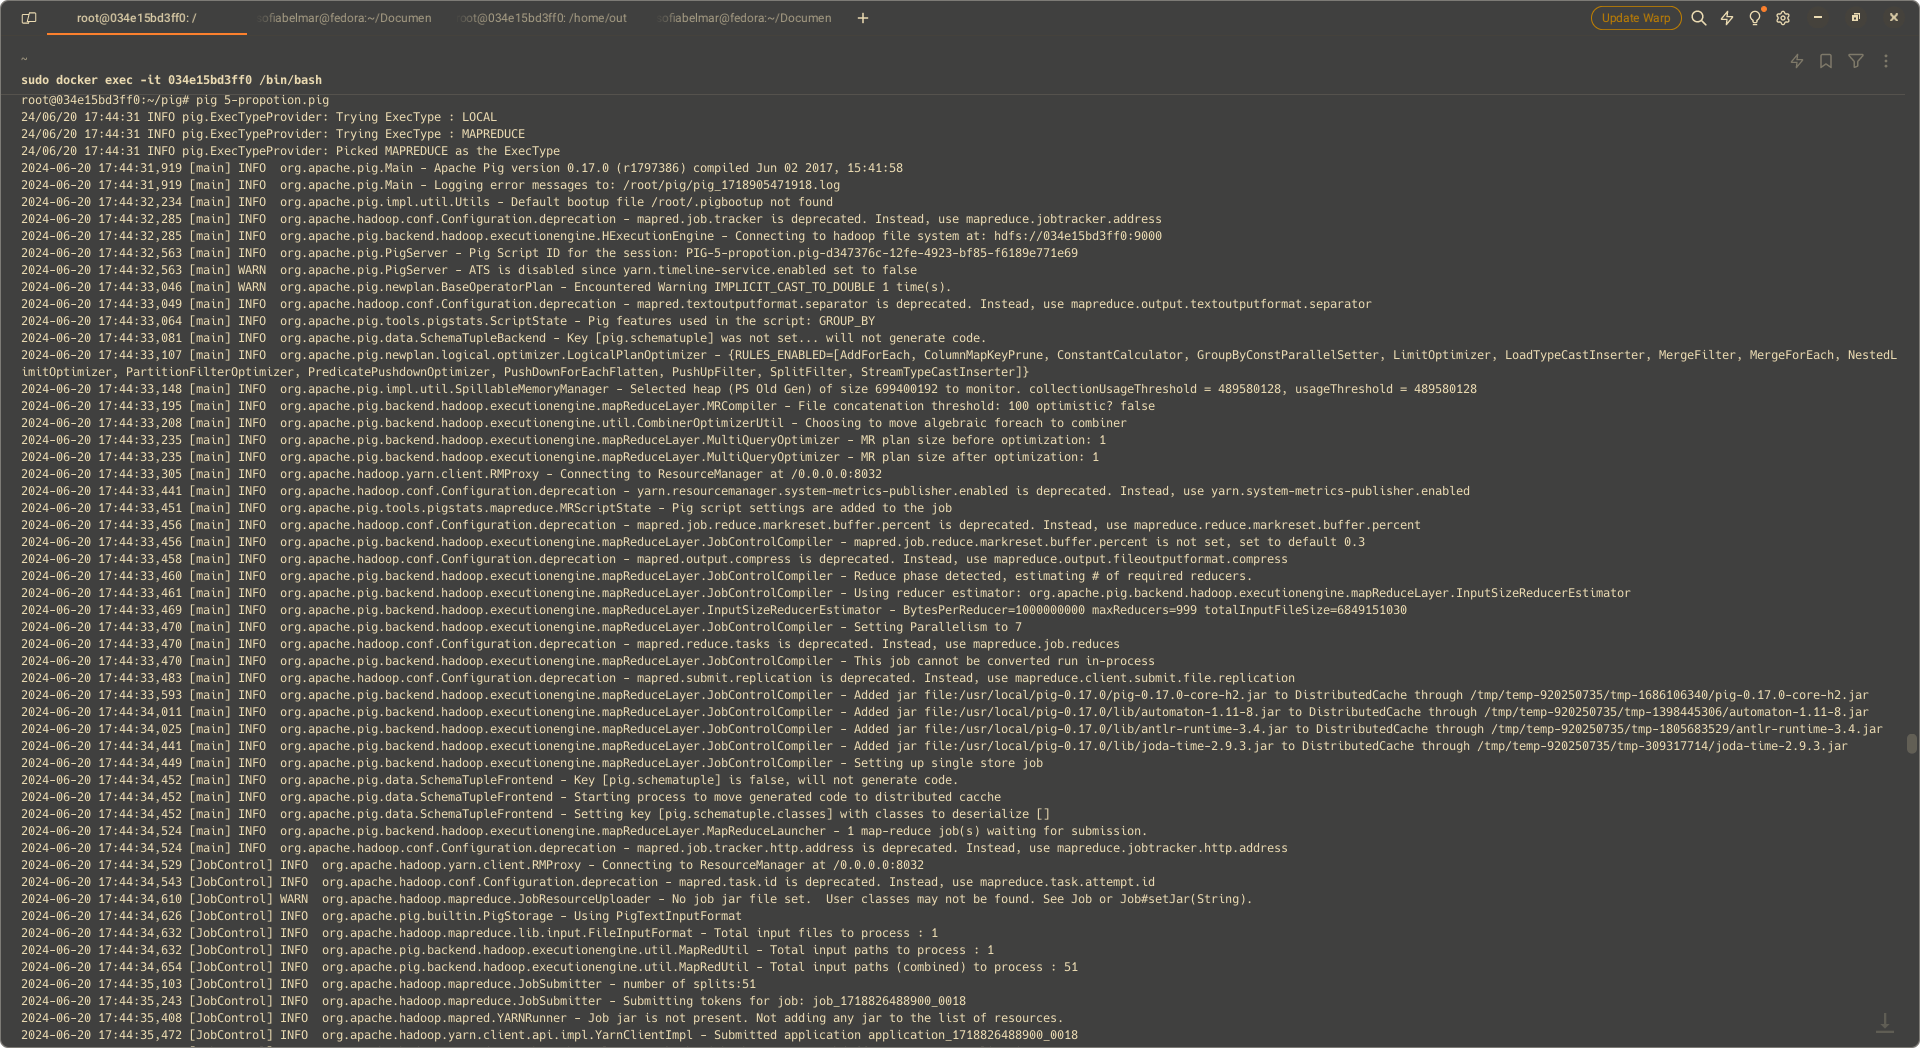 root@034e15bd3ff0: /
ofiabelmar@fedora:~/Documen
oot@034e15bd3ff0: /home/out
ofiabelmar@fedora:~/Documen
+
Update Warp
~
sudo docker exec -it 034e15bd3ff0 /bin/bash
root@034e15bd3ff0:~/pig# pig 5-propotion.pig
24/06/20 17:44:31 INFO pig.ExecTypeProvider: Trying ExecType : LOCAL
24/06/20 17:44:31 INFO pig.ExecTypeProvider: Trying ExecType : MAPREDUCE
24/06/20 17:44:31 INFO pig.ExecTypeProvider: Picked MAPREDUCE as the ExecType
2024-06-20 17:44:31,919 [main] INFO  org.apache.pig.Main - Apache Pig version 0.17.0 (r1797386) compiled Jun 02 2017, 15:41:58
2024-06-20 17:44:31,919 [main] INFO  org.apache.pig.Main - Logging error messages to: /root/pig/pig_1718905471918.log
2024-06-20 17:44:32,234 [main] INFO  org.apache.pig.impl.util.Utils - Default bootup file /root/.pigbootup not found
2024-06-20 17:44:32,285 [main] INFO  org.apache.hadoop.conf.Configuration.deprecation - mapred.job.tracker is deprecated. Instead, use mapreduce.jobtracker.address
2024-06-20 17:44:32,285 [main] INFO  org.apache.pig.backend.hadoop.executionengine.HExecutionEngine - Connecting to hadoop file system at: hdfs://034e15bd3ff0:9000
2024-06-20 17:44:32,563 [main] INFO  org.apache.pig.PigServer - Pig Script ID for the session: PIG-5-propotion.pig-d347376c-12fe-4923-bf85-f6189e771e69
2024-06-20 17:44:32,563 [main] WARN  org.apache.pig.PigServer - ATS is disabled since yarn.timeline-service.enabled set to false
2024-06-20 17:44:33,046 [main] WARN  org.apache.pig.newplan.BaseOperatorPlan - Encountered Warning IMPLICIT_CAST_TO_DOUBLE 1 time(s).
2024-06-20 17:44:33,049 [main] INFO  org.apache.hadoop.conf.Configuration.deprecation - mapred.textoutputformat.separator is deprecated. Instead, use mapreduce.output.textoutputformat.separator
2024-06-20 17:44:33,064 [main] INFO  org.apache.pig.tools.pigstats.ScriptState - Pig features used in the script: GROUP_BY
2024-06-20 17:44:33,081 [main] INFO  org.apache.pig.data.SchemaTupleBackend - Key [pig.schematuple] was not set... will not generate code.
2024-06-20 17:44:33,107 [main] INFO  org.apache.pig.newplan.logical.optimizer.LogicalPlanOptimizer - {RULES_ENABLED=[AddForEach, ColumnMapKeyPrune, ConstantCalculator, GroupByConstParallelSetter, LimitOptimizer, LoadTypeCastInserter, MergeFilter, MergeForEach, NestedL
imitOptimizer, PartitionFilterOptimizer, PredicatePushdownOptimizer, PushDownForEachFlatten, PushUpFilter, SplitFilter, StreamTypeCastInserter]}
2024-06-20 17:44:33,148 [main] INFO  org.apache.pig.impl.util.SpillableMemoryManager - Selected heap (PS Old Gen) of size 699400192 to monitor. collectionUsageThreshold = 489580128, usageThreshold = 489580128
2024-06-20 17:44:33,195 [main] INFO  org.apache.pig.backend.hadoop.executionengine.mapReduceLayer.MRCompiler - File concatenation threshold: 100 optimistic? false
2024-06-20 17:44:33,208 [main] INFO  org.apache.pig.backend.hadoop.executionengine.util.CombinerOptimizerUtil - Choosing to move algebraic foreach to combiner
2024-06-20 17:44:33,235 [main] INFO  org.apache.pig.backend.hadoop.executionengine.mapReduceLayer.MultiQueryOptimizer - MR plan size before optimization: 1
2024-06-20 17:44:33,235 [main] INFO  org.apache.pig.backend.hadoop.executionengine.mapReduceLayer.MultiQueryOptimizer - MR plan size after optimization: 1
2024-06-20 17:44:33,305 [main] INFO  org.apache.hadoop.yarn.client.RMProxy - Connecting to ResourceManager at /0.0.0.0:8032
2024-06-20 17:44:33,441 [main] INFO  org.apache.hadoop.conf.Configuration.deprecation - yarn.resourcemanager.system-metrics-publisher.enabled is deprecated. Instead, use yarn.system-metrics-publisher.enabled
2024-06-20 17:44:33,451 [main] INFO  org.apache.pig.tools.pigstats.mapreduce.MRScriptState - Pig script settings are added to the job
2024-06-20 17:44:33,456 [main] INFO  org.apache.hadoop.conf.Configuration.deprecation - mapred.job.reduce.markreset.buffer.percent is deprecated. Instead, use mapreduce.reduce.markreset.buffer.percent
2024-06-20 17:44:33,456 [main] INFO  org.apache.pig.backend.hadoop.executionengine.mapReduceLayer.JobControlCompiler - mapred.job.reduce.markreset.buffer.percent is not set, set to default 0.3
2024-06-20 17:44:33,458 [main] INFO  org.apache.hadoop.conf.Configuration.deprecation - mapred.output.compress is deprecated. Instead, use mapreduce.output.fileoutputformat.compress
2024-06-20 17:44:33,460 [main] INFO  org.apache.pig.backend.hadoop.executionengine.mapReduceLayer.JobControlCompiler - Reduce phase detected, estimating # of required reducers.
2024-06-20 17:44:33,461 [main] INFO  org.apache.pig.backend.hadoop.executionengine.mapReduceLayer.JobControlCompiler - Using reducer estimator: org.apache.pig.backend.hadoop.executionengine.mapReduceLayer.InputSizeReducerEstimator
2024-06-20 17:44:33,469 [main] INFO  org.apache.pig.backend.hadoop.executionengine.mapReduceLayer.InputSizeReducerEstimator - BytesPerReducer=1000000000 maxReducers=999 totalInputFileSize=6849151030
2024-06-20 17:44:33,470 [main] INFO  org.apache.pig.backend.hadoop.executionengine.mapReduceLayer.JobControlCompiler - Setting Parallelism to 7
2024-06-20 17:44:33,470 [main] INFO  org.apache.hadoop.conf.Configuration.deprecation - mapred.reduce.tasks is deprecated. Instead, use mapreduce.job.reduces
2024-06-20 17:44:33,470 [main] INFO  org.apache.pig.backend.hadoop.executionengine.mapReduceLayer.JobControlCompiler - This job cannot be converted run in-process
2024-06-20 17:44:33,483 [main] INFO  org.apache.hadoop.conf.Configuration.deprecation - mapred.submit.replication is deprecated. Instead, use mapreduce.client.submit.file.replication
2024-06-20 17:44:33,593 [main] INFO  org.apache.pig.backend.hadoop.executionengine.mapReduceLayer.JobControlCompiler - Added jar file:/usr/local/pig-0.17.0/pig-0.17.0-core-h2.jar to DistributedCache through /tmp/temp-920250735/tmp-1686106340/pig-0.17.0-core-h2.jar
2024-06-20 17:44:34,011 [main] INFO  org.apache.pig.backend.hadoop.executionengine.mapReduceLayer.JobControlCompiler - Added jar file:/usr/local/pig-0.17.0/lib/automaton-1.11-8.jar to DistributedCache through /tmp/temp-920250735/tmp-1398445306/automaton-1.11-8.jar
2024-06-20 17:44:34,025 [main] INFO  org.apache.pig.backend.hadoop.executionengine.mapReduceLayer.JobControlCompiler - Added jar file:/usr/local/pig-0.17.0/lib/antlr-runtime-3.4.jar to DistributedCache through /tmp/temp-920250735/tmp-1805683529/antlr-runtime-3.4.jar
2024-06-20 17:44:34,441 [main] INFO  org.apache.pig.backend.hadoop.executionengine.mapReduceLayer.JobControlCompiler - Added jar file:/usr/local/pig-0.17.0/lib/joda-time-2.9.3.jar to DistributedCache through /tmp/temp-920250735/tmp-309317714/joda-time-2.9.3.jar
2024-06-20 17:44:34,449 [main] INFO  org.apache.pig.backend.hadoop.executionengine.mapReduceLayer.JobControlCompiler - Setting up single store job
2024-06-20 17:44:34,452 [main] INFO  org.apache.pig.data.SchemaTupleFrontend - Key [pig.schematuple] is false, will not generate code.
2024-06-20 17:44:34,452 [main] INFO  org.apache.pig.data.SchemaTupleFrontend - Starting process to move generated code to distributed cacche
2024-06-20 17:44:34,452 [main] INFO  org.apache.pig.data.SchemaTupleFrontend - Setting key [pig.schematuple.classes] with classes to deserialize []
2024-06-20 17:44:34,524 [main] INFO  org.apache.pig.backend.hadoop.executionengine.mapReduceLayer.MapReduceLauncher - 1 map-reduce job(s) waiting for submission.
2024-06-20 17:44:34,524 [main] INFO  org.apache.hadoop.conf.Configuration.deprecation - mapred.job.tracker.http.address is deprecated. Instead, use mapreduce.jobtracker.http.address
2024-06-20 17:44:34,529 [JobControl] INFO  org.apache.hadoop.yarn.client.RMProxy - Connecting to ResourceManager at /0.0.0.0:8032
2024-06-20 17:44:34,543 [JobControl] INFO  org.apache.hadoop.conf.Configuration.deprecation - mapred.task.id is deprecated. Instead, use mapreduce.task.attempt.id
2024-06-20 17:44:34,610 [JobControl] WARN  org.apache.hadoop.mapreduce.JobResourceUploader - No job jar file set.  User classes may not be found. See Job or Job#setJar(String).
2024-06-20 17:44:34,626 [JobControl] INFO  org.apache.pig.builtin.PigStorage - Using PigTextInputFormat
2024-06-20 17:44:34,632 [JobControl] INFO  org.apache.hadoop.mapreduce.lib.input.FileInputFormat - Total input files to process : 1
2024-06-20 17:44:34,632 [JobControl] INFO  org.apache.pig.backend.hadoop.executionengine.util.MapRedUtil - Total input paths to process : 1
2024-06-20 17:44:34,654 [JobControl] INFO  org.apache.pig.backend.hadoop.executionengine.util.MapRedUtil - Total input paths (combined) to process : 51
2024-06-20 17:44:35,103 [JobControl] INFO  org.apache.hadoop.mapreduce.JobSubmitter - number of splits:51
2024-06-20 17:44:35,243 [JobControl] INFO  org.apache.hadoop.mapreduce.JobSubmitter - Submitting tokens for job: job_1718826488900_0018
2024-06-20 17:44:35,408 [JobControl] INFO  org.apache.hadoop.mapred.YARNRunner - Job jar is not present. Not adding any jar to the list of resources.
2024-06-20 17:44:35,472 [JobControl] INFO  org.apache.hadoop.yarn.client.api.impl.YarnClientImpl - Submitted application application_1718826488900_0018